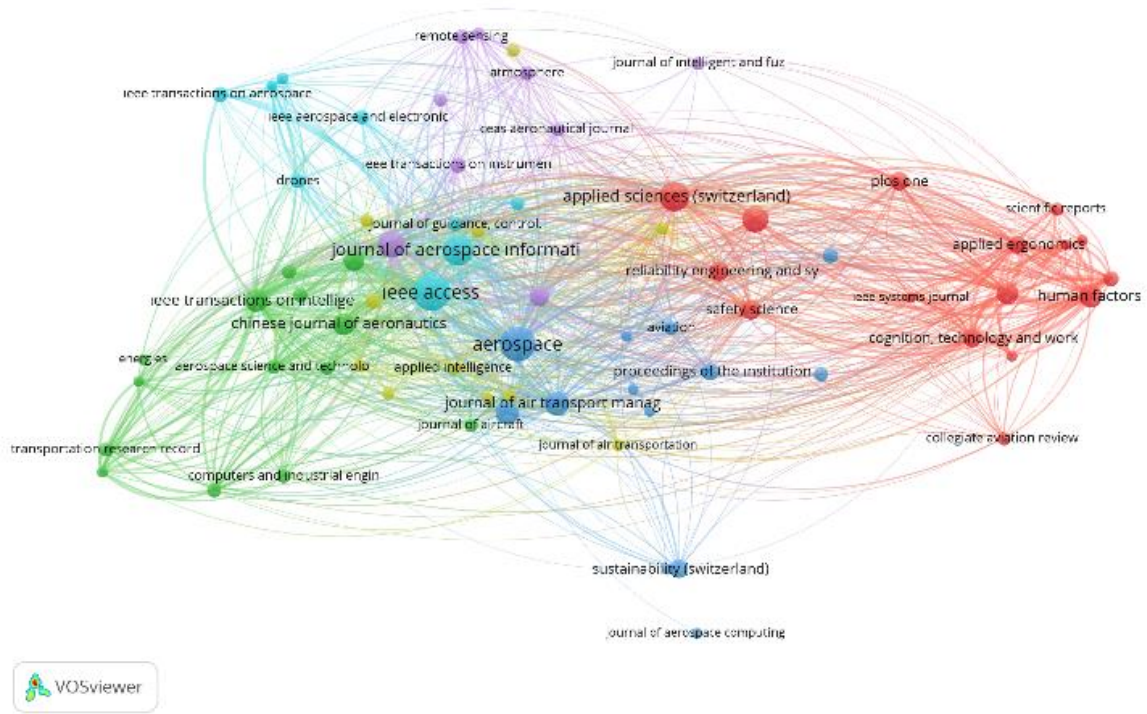 remote sensing
atmosphere
journal of intelligent and fuz
ieee transactions on aerospace
ieee aerospace and electronic
ceas aeronautical journal
ieee transactions on instrumen
drones
plos one
applied sciences (switzerland)
scientific reports
journal of guidance, control,
applied ergonomics
journal of aerospace informati
reliability engineering and sy
ieee access
ieee systems journal
human factors
ieee transactions on intellige
safety science
chinese journal of aeronautics
aviation
cognition, technology and work
aerospace
energies
aerospace science and technolo
applied intelligence
proceedings of the institution
journal of air transport manag
journal of aircraft
collegiate aviation review
journal of air transportation
transportation research record
computers and industrial engin
sustainability (switzerland)
journal of aerospace computing
VOSviewer